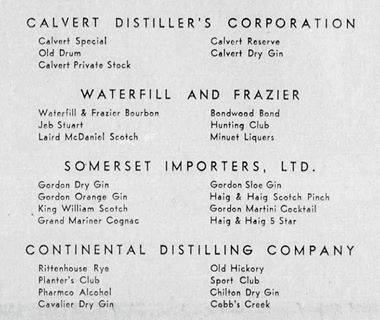 CALVERT DISTILLER'S CORPORATION
Calvert Special Calvert Reserve
Old Drum Calvert Dry Gin
Calvert Private Stock
WATERFILL AND FRAZIER
Waterfill & Frazier Bourbon Bondwood Bond
Jeb Stuart Hunting Club
Laird McDaniel Scotch Minuet Liquers
SOMERSET IMPORTERS, LTD.
Gordon Dry Gin Gordon Sloe Gin
Gordon Orange Gin Haig & Haig Scotch Pinch
King William Scotch Gordon Martini Cocktail
Grand Mariner Cognac Haig & Haig 5 Star
CONTINENTAL DISTILLING COMPANY
Rittenhouse Rye Old Hickory
Planter's Club Sport Club
Pharmco Alcohol Chilton Dry Gin
Cavalier Dry Gin Cobb's Creek